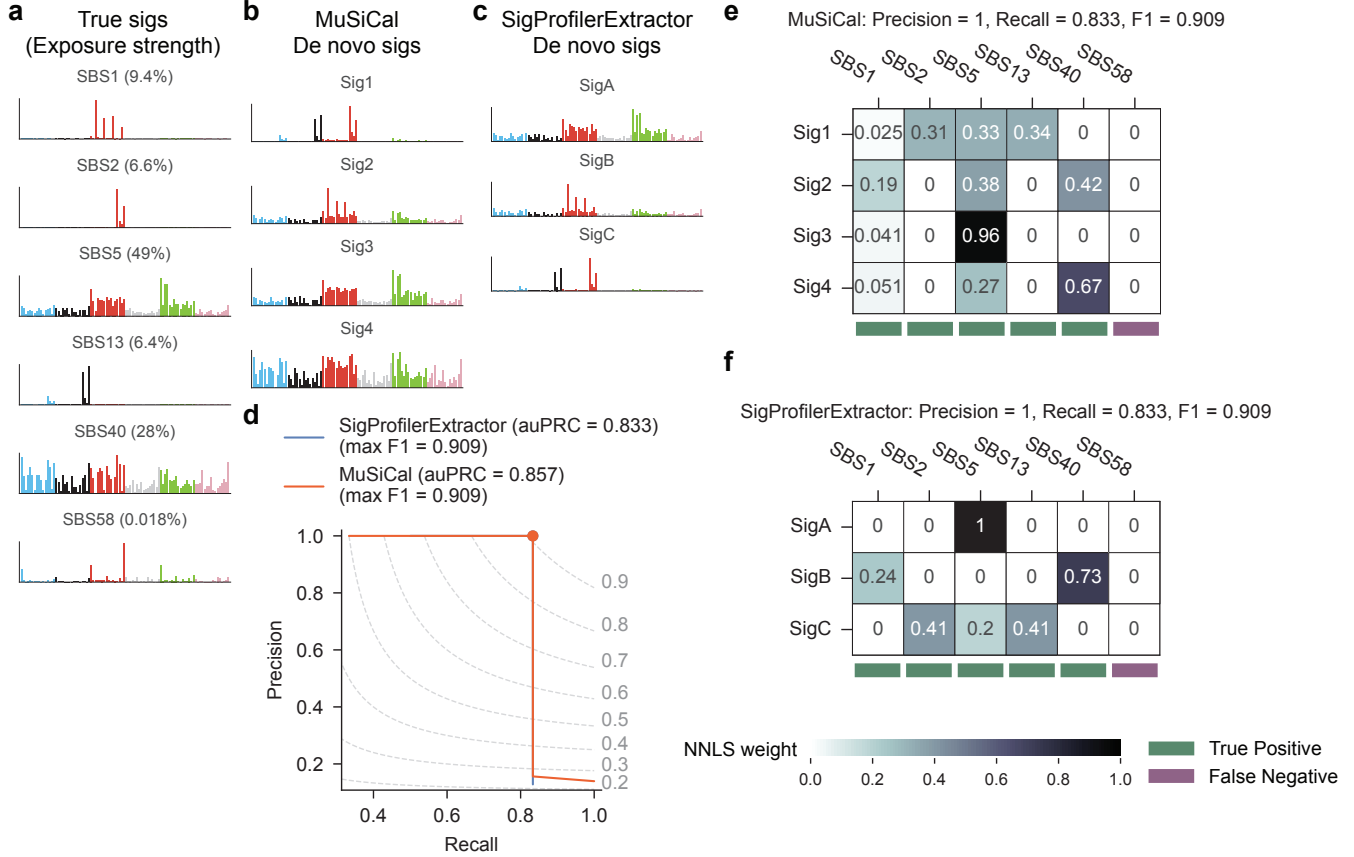 a
True sigs
(Exposure strength)
SBS1 (9.4%)
SBS2 (6.6%)
SBS5 (49%)
SBS13 (6.4%)
SBS40 (28%)
SBS58 (0.018%)
b
MuSiCal
De novo sigs
Sig1
Sig2
Sig3
Sig4
c
SigProfilerExtractor
De novo sigs
SigA
SigB
SigC
d
SigProfilerExtractor (auPRC = 0.833)
(max F1 = 0.909)
MuSiCal (auPRC = 0.857)
(max F1 = 0.909)
Precision
1.0
0.8
0.6
0.4
0.2
0.9
0.8
0.7
0.6
0.5
0.4
0.3
0.2
0.4 0.6 0.8 1.0
Recall
e
MuSiCal: Precision = 1, Recall = 0.833, F1 = 0.909
SBS1 SBS2 SBS5 SBS13 SBS40 SBS58
Sig1 0.025 0.31 0.33 0.34 0 0
Sig2 0.19 0 0.38 0 0.42 0
Sig3 0.041 0 0.96 0 0 0
Sig4 0.051 0 0.27 0 0.67 0
f
SigProfilerExtractor: Precision = 1, Recall = 0.833, F1 = 0.909
SBS1 SBS2 SBS5 SBS13 SBS40 SBS58
SigA 0 0 1 0 0 0
SigB 0.24 0 0 0 0.73 0
SigC 0 0.41 0.2 0.41 0 0
NNLS weight
0.0 0.2 0.4 0.6 0.8 1.0
True Positive
False Negative